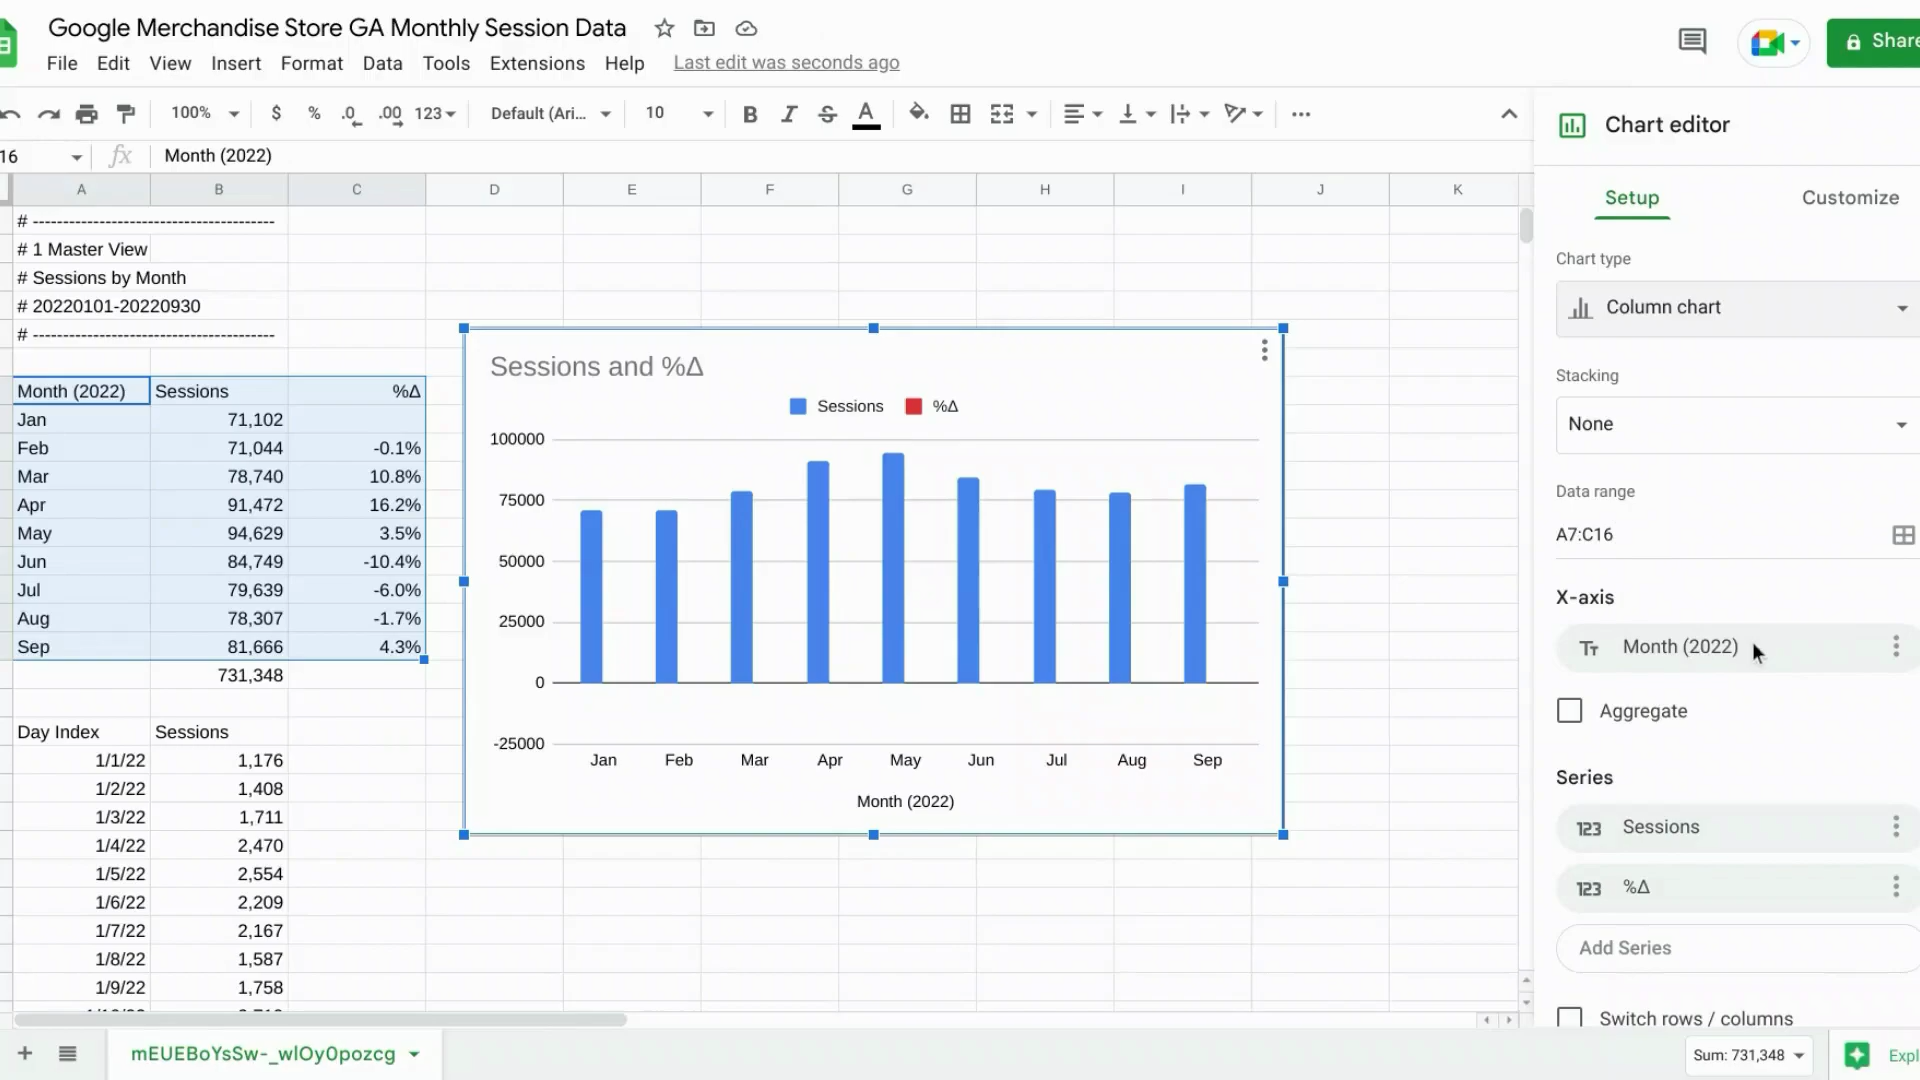 Google Merchandise Store GA Monthly Session Data
File Edit View Insert Format Data Tools Extensions Help Last edit was seconds ago
Share
100% $ % .0 .00 123 Default (Ari... 10 B I S A
16 fx Month (2022)
A B C D E F G H I J K
# ----------------------------------------
# 1 Master View
# Sessions by Month
# 20220101-20220930
# ----------------------------------------
Month (2022) Sessions %Δ
Jan 71,102
Feb 71,044 -0.1%
Mar 78,740 10.8%
Apr 91,472 16.2%
May 94,629 3.5%
Jun 84,749 -10.4%
Jul 79,639 -6.0%
Aug 78,307 -1.7%
Sep 81,666 4.3%
731,348
Day Index Sessions
1/1/22 1,176
1/2/22 1,408
1/3/22 1,711
1/4/22 2,470
1/5/22 2,554
1/6/22 2,209
1/7/22 2,167
1/8/22 1,587
1/9/22 1,758
Sessions and %Δ
Sessions %Δ
100000
75000
50000
25000
0
-25000
Jan Feb Mar Apr May Jun Jul Aug Sep
Month (2022)
Chart editor
Setup Customize
Chart type
Column chart
Stacking
None
Data range
A7:C16
X-axis
Tт Month (2022)
Aggregate
Series
123 Sessions
123 %Δ
Add Series
Switch rows / columns
mEUEBoYsSw-_wlOy0pozcg
Sum: 731,348
Expl